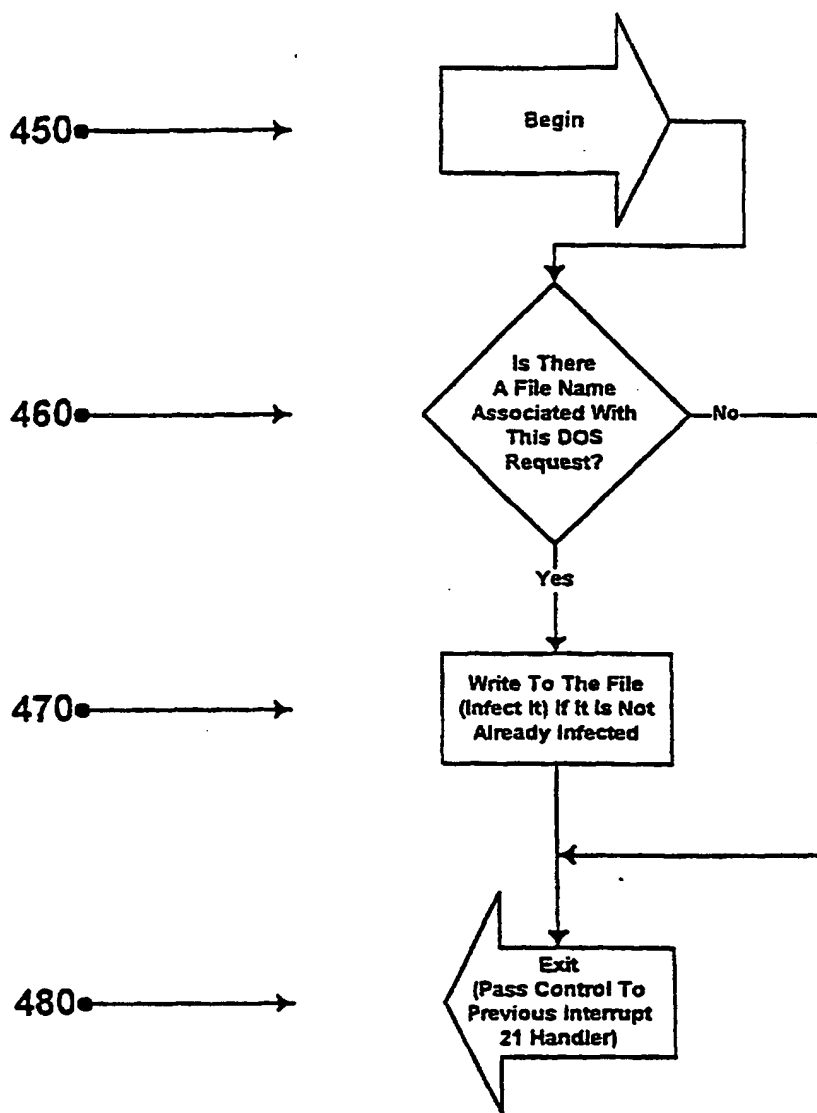 450
Begin
460
Is There
A File Name
Associated With
This DOS
Request?
No
Yes
470
Write To The File
(Infect It) If It Is Not
Already Infected
480
Exit
(Pass Control To
Previous Interrupt
21 Handler)